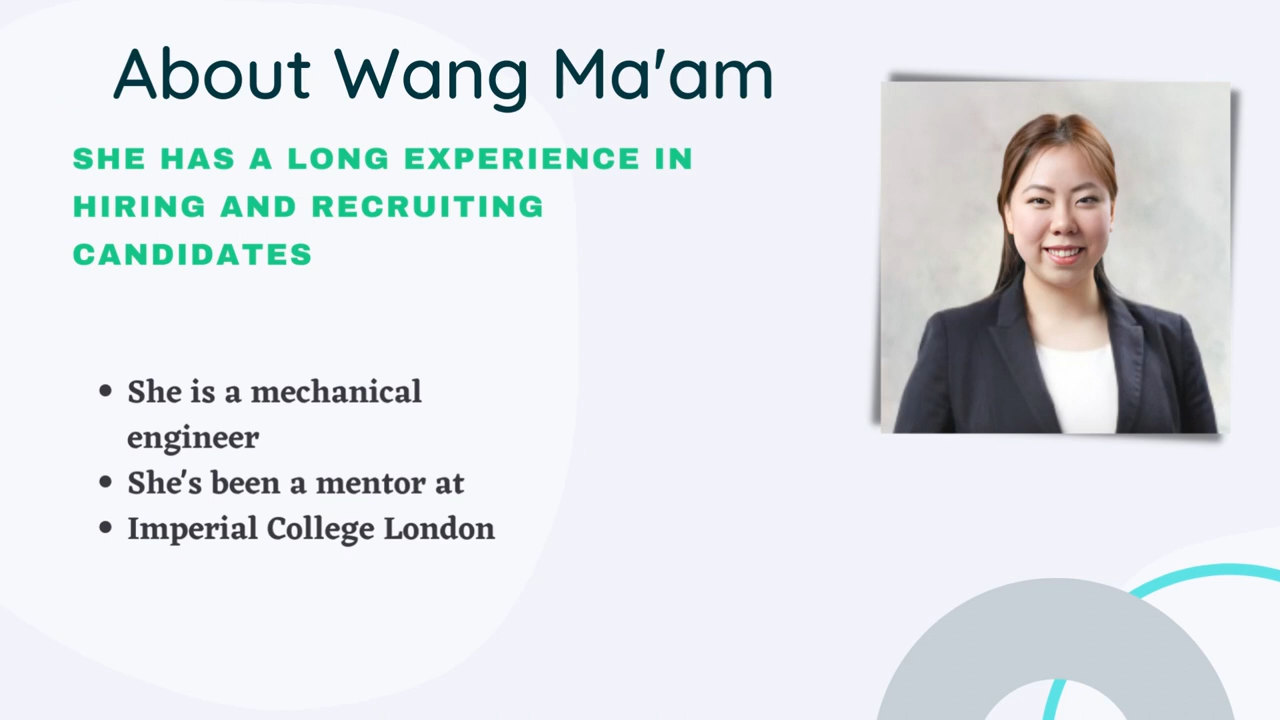 About Wang Ma'am
SHE HAS A LONG EXPERIENCE IN
HIRING AND RECRUITING
CANDIDATES
• She is a mechanical
engineer
• She's been a mentor at
• Imperial College London